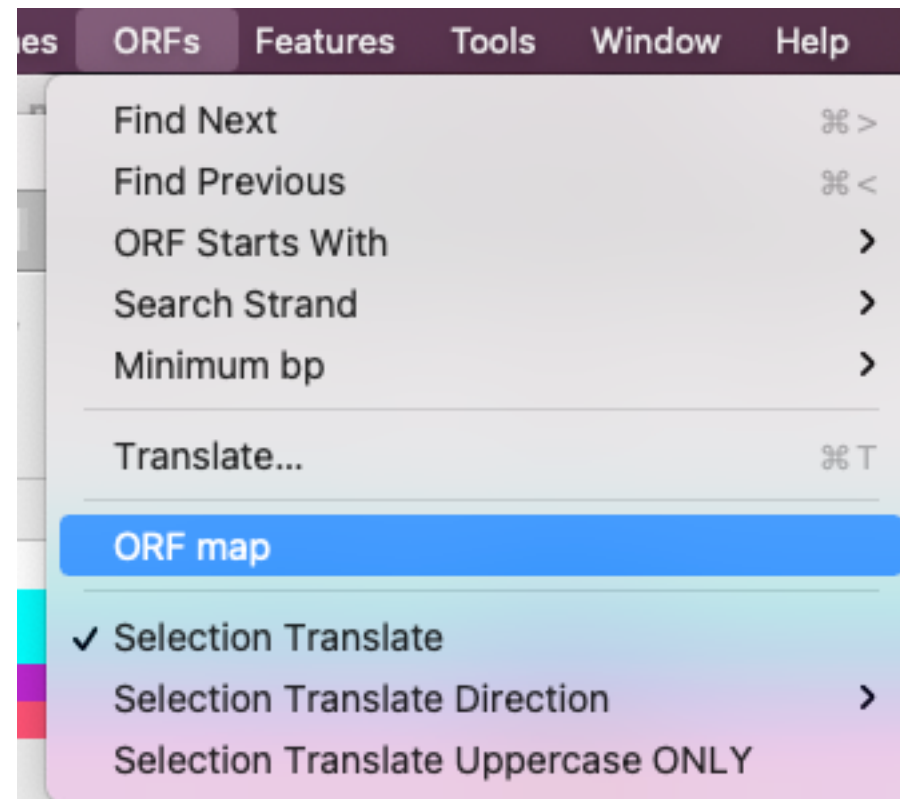 es ORFs Features Tools Window Help
Find Next ⌘ >
Find Previous ⌘ <
ORF Starts With
Search Strand
Minimum bp
Translate... ⌘ T
ORF map
✓ Selection Translate
Selection Translate Direction
Selection Translate Uppercase ONLY